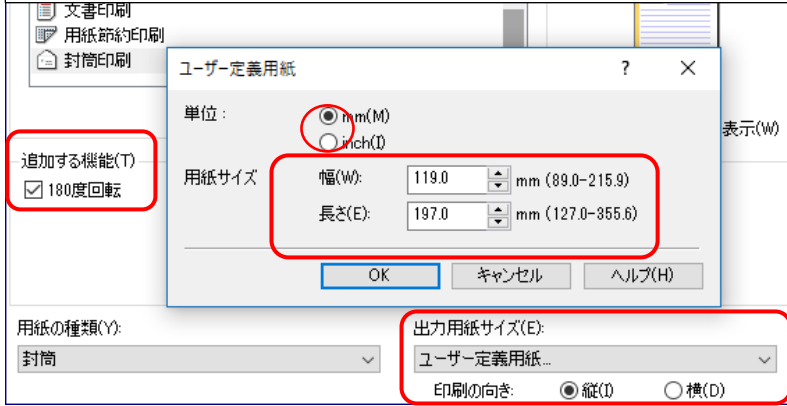 文書印刷
用紙節約印刷
封筒印刷
ユーザー定義用紙
単位:
mm(M)
inch(I)
表示(W)
追加する機能(T)
180度回転
用紙サイズ
幅(W): 119.0 mm (89.0-215.9)
長さ(E): 197.0 mm (127.0-355.6)
OK キャンセル ヘルプ(H)
用紙の種類(Y):
封筒
出力用紙サイズ(E):
ユーザー定義用紙...
印刷の向き: 縦(I) 横(D)